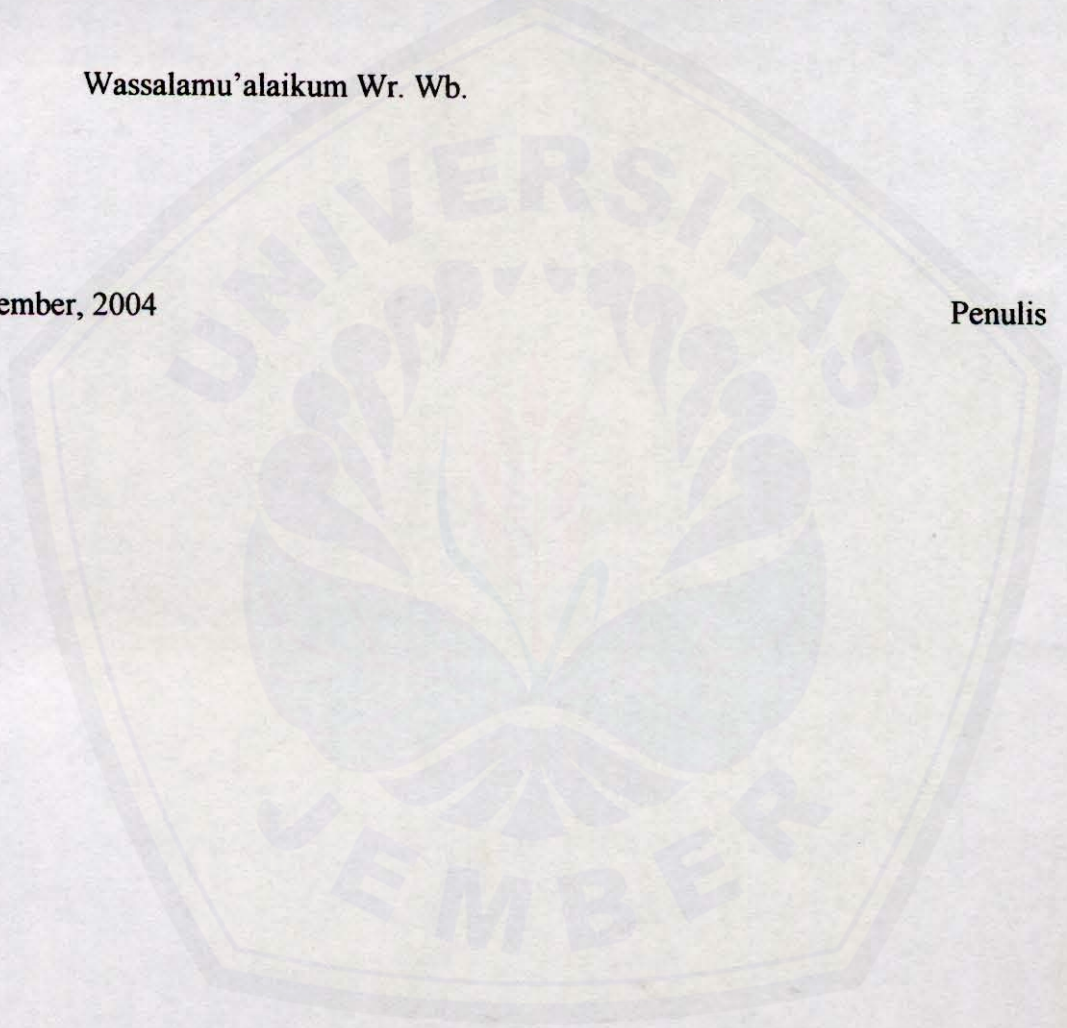 Wassalamu'alaikum Wr. Wb.
UNIVERSITAS
ember, 2004
Penulis
JEMBER